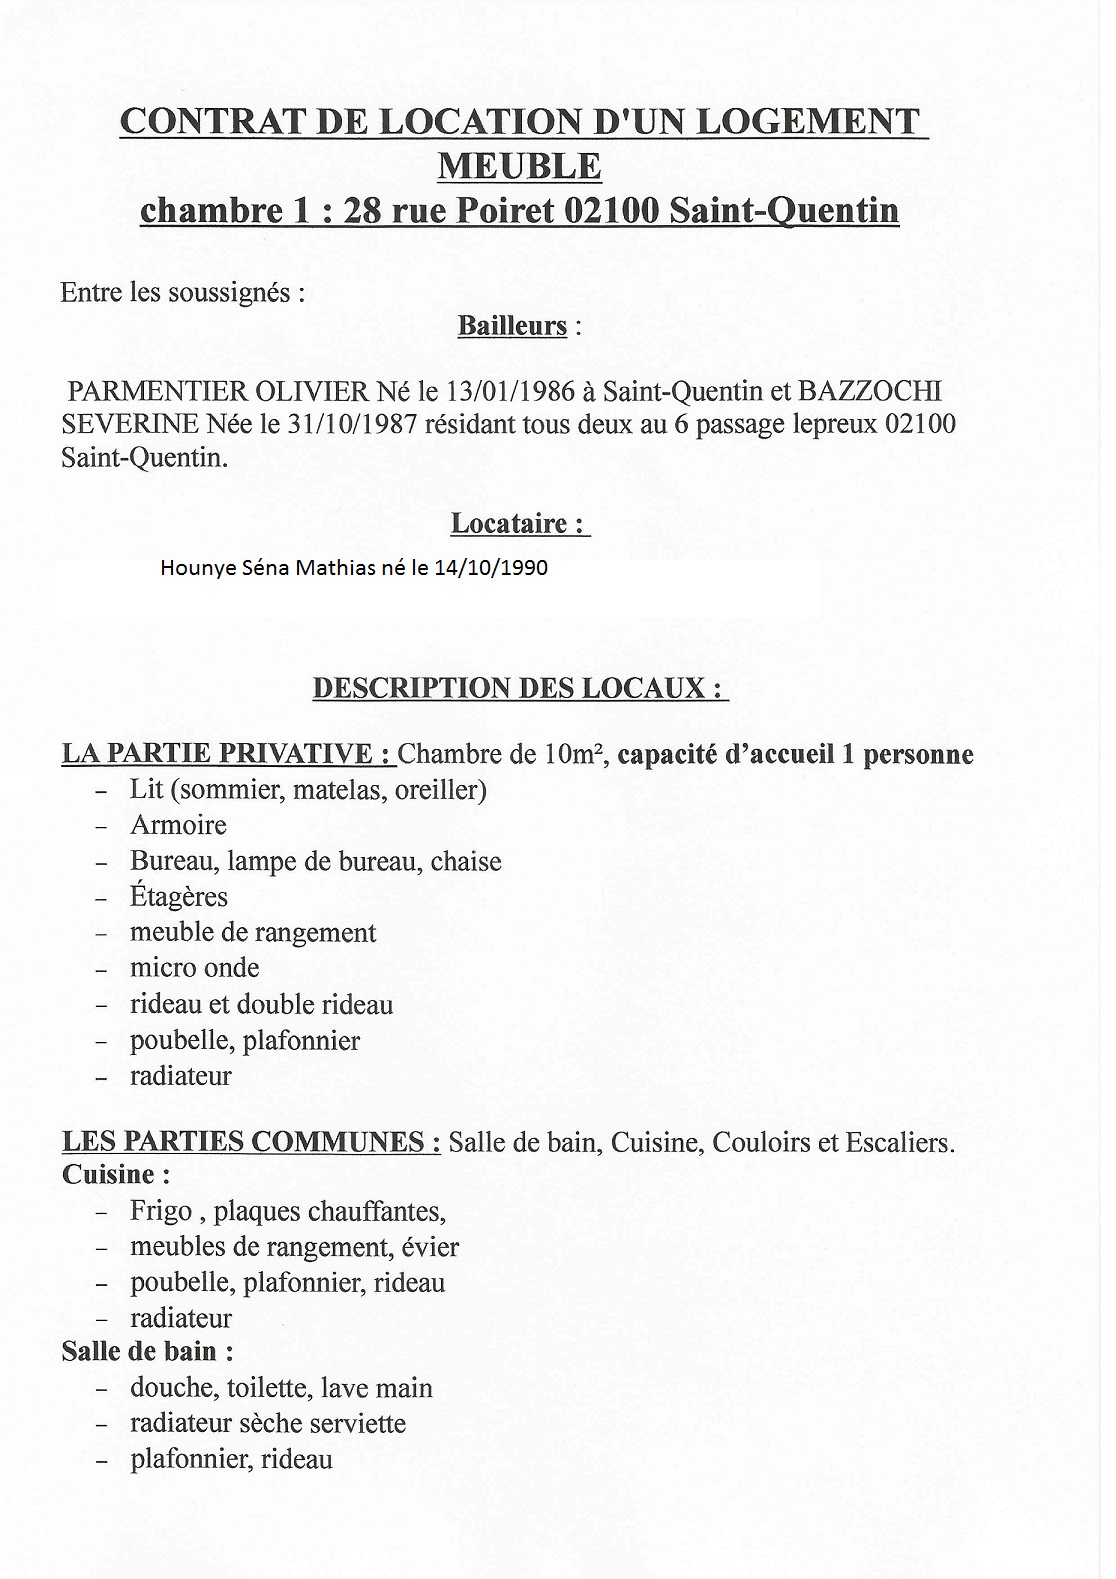 CONTRAT DE LOCATION D'UN LOGEMENT
MEUBLE
chambre 1 : 28 rue Poiret 02100 Saint-Quentin
Entre les soussignés :
Bailleurs :
PARMENTIER OLIVIER Né le 13/01/1986 à Saint-Quentin et BAZZOCHI
SEVERINE Née le 31/10/1987 résidant tous deux au 6 passage lepreux 02100
Saint-Quentin.
Locataire :
Hounye Séna Mathias né le 14/10/1990
DESCRIPTION DES LOCAUX :
LA PARTIE PRIVATIVE : Chambre de 10m², capacité d’accueil 1 personne
– Lit (sommier, matelas, oreiller)
– Armoire
– Bureau, lampe de bureau, chaise
– Étagères
– meuble de rangement
– micro onde
– rideau et double rideau
– poubelle, plafonnier
– radiateur
LES PARTIES COMMUNES : Salle de bain, Cuisine, Couloirs et Escaliers.
Cuisine :
– Frigo , plaques chauffantes,
– meubles de rangement, évier
– poubelle, plafonnier, rideau
– radiateur
Salle de bain :
– douche, toilette, lave main
– radiateur sèche serviette
– plafonnier, rideau